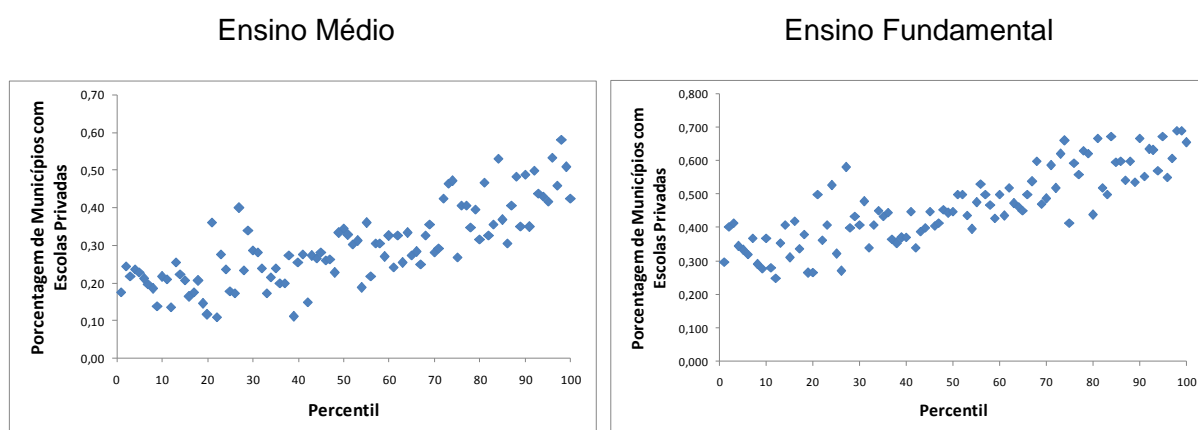 Ensino Médio
Ensino Fundamental
Porcentagem de Municípios com
Escolas Privadas
0,70
0,60
0,50
0,40
0,30
0,20
0,10
0,00
0 10 20 30 40 50 60 70 80 90 100
Percentil
Porcentagem de Municípios com
Escolas Privadas
0,800
0,700
0,600
0,500
0,400
0,300
0,200
0,100
0,000
0 10 20 30 40 50 60 70 80 90 100
Percentil